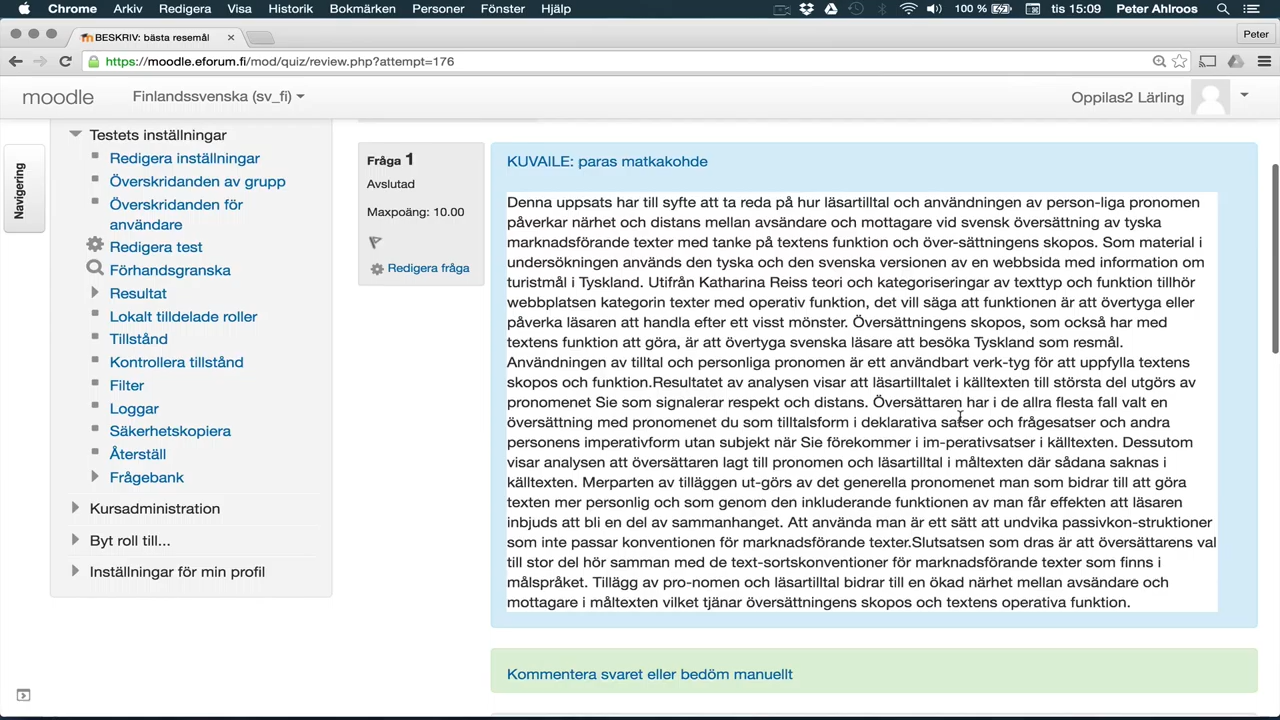 Chrome Arkiv Redigera Visa Historik Bokmärken Personer Fönster Hjälp 100 % tis 15:09 Peter Ahlroos
BESKRIV: bästa resemål
Peter
https://moodle.eforum.fi/mod/quiz/review.php?attempt=176
moodle Finlandssvenska (sv_fi) Oppilas2 Lärling
Navigering
Testets inställningar
Redigera inställningar
Överskridanden av grupp
Överskridanden för
användare
Redigera test
Förhandsgranska
Resultat
Lokalt tilldelade roller
Tillstånd
Kontrollera tillstånd
Filter
Loggar
Säkerhetskopiera
Återställ
Frågebank
Kursadministration
Byt roll till...
Inställningar för min profil
Fråga 1
Avslutad
Maxpoäng: 10.00
Redigera fråga
KUVAILE: paras matkakohde
Denna uppsats har till syfte att ta reda på hur läsartilltal och användningen av person-liga pronomen
påverkar närhet och distans mellan avsändare och mottagare vid svensk översättning av tyska
marknadsförande texter med tanke på textens funktion och över-sättningens skopos. Som material i
undersökningen används den tyska och den svenska versionen av en webbsida med information om
turistmål i Tyskland. Utifrån Katharina Reiss teori och kategoriseringar av texttyp och funktion tillhör
webbplatsen kategorin texter med operativ funktion, det vill säga att funktionen är att övertyga eller
påverka läsaren att handla efter ett visst mönster. Översättningens skopos, som också har med
textens funktion att göra, är att övertyga svenska läsare att besöka Tyskland som resmål.
Användningen av tilltal och personliga pronomen är ett användbart verk-tyg för att uppfylla textens
skopos och funktion.Resultatet av analysen visar att läsartilltalet i källtexten till största del utgörs av
pronomenet Sie som signalerar respekt och distans. Översättaren har i de allra flesta fall valt en
översättning med pronomenet du som tilltalsform i deklarativa satser och frågesatser och andra
personens imperativform utan subjekt när Sie förekommer i im-perativsatser i källtexten. Dessutom
visar analysen att översättaren lagt till pronomen och läsartilltal i måltexten där sådana saknas i
källtexten. Merparten av tilläggen ut-görs av det generella pronomenet man som bidrar till att göra
texten mer personlig och som genom den inkluderande funktionen av man får effekten att läsaren
inbjuds att bli en del av sammanhanget. Att använda man är ett sätt att undvika passivkon-struktioner
som inte passar konventionen för marknadsförande texter.Slutsatsen som dras är att översättarens val
till stor del hör samman med de text-sortskonventioner för marknadsförande texter som finns i
målspråket. Tillägg av pro-nomen och läsartilltal bidrar till en ökad närhet mellan avsändare och
mottagare i måltexten vilket tjänar översättningens skopos och textens operativa funktion.
Kommentera svaret eller bedöm manuellt